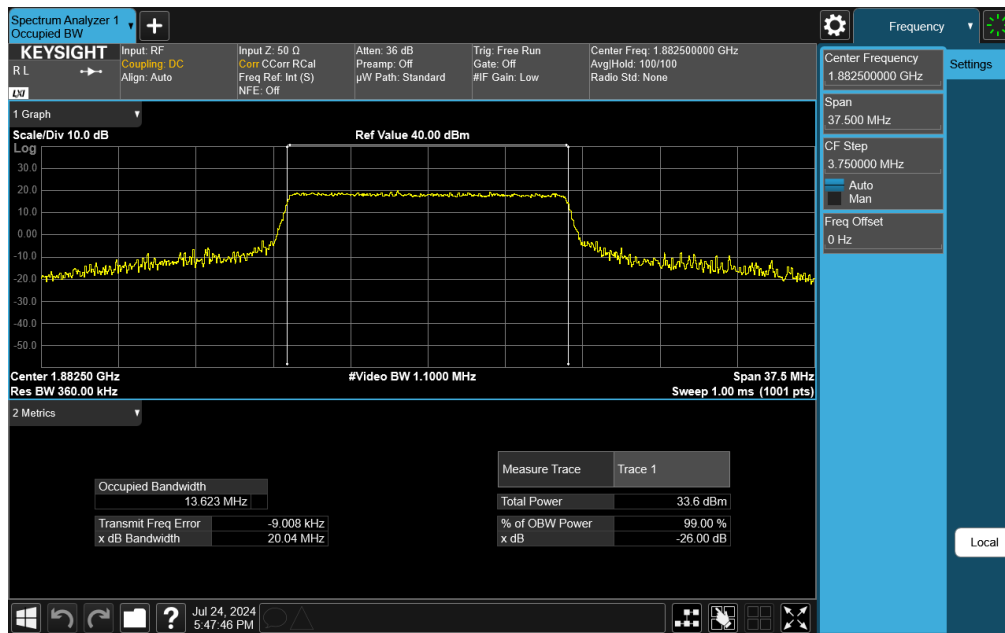 Spectrum Analyzer 1
Occupied BW
Frequency
KEYSIGHT
R L
LXI
Input: RF
Coupling: DC
Align: Auto
Input Z: 50 Ω
Corr CCorr RCal
Freq Ref: Int (S)
NFE: Off
Atten: 36 dB
Preamp: Off
µW Path: Standard
Trig: Free Run
Gate: Off
#IF Gain: Low
Center Freq: 1.882500000 GHz
Avg|Hold: 100/100
Radio Std: None
Center Frequency
1.882500000 GHz
Settings
Span
37.500 MHz
CF Step
3.750000 MHz
Auto
Man
Freq Offset
0 Hz
1 Graph
Scale/Div 10.0 dB
Ref Value 40.00 dBm
Log
30.0
20.0
10.0
0.00
-10.0
-20.0
-30.0
-40.0
-50.0
Center 1.88250 GHz
#Video BW 1.1000 MHz
Span 37.5 MHz
Res BW 360.00 kHz
Sweep 1.00 ms (1001 pts)
2 Metrics
Measure Trace Trace 1
Occupied Bandwidth
13.623 MHz
Total Power 33.6 dBm
Transmit Freq Error -9.008 kHz
% of OBW Power 99.00 %
x dB Bandwidth 20.04 MHz
x dB -26.00 dB
Local
?
Jul 24, 2024
5:47:46 PM